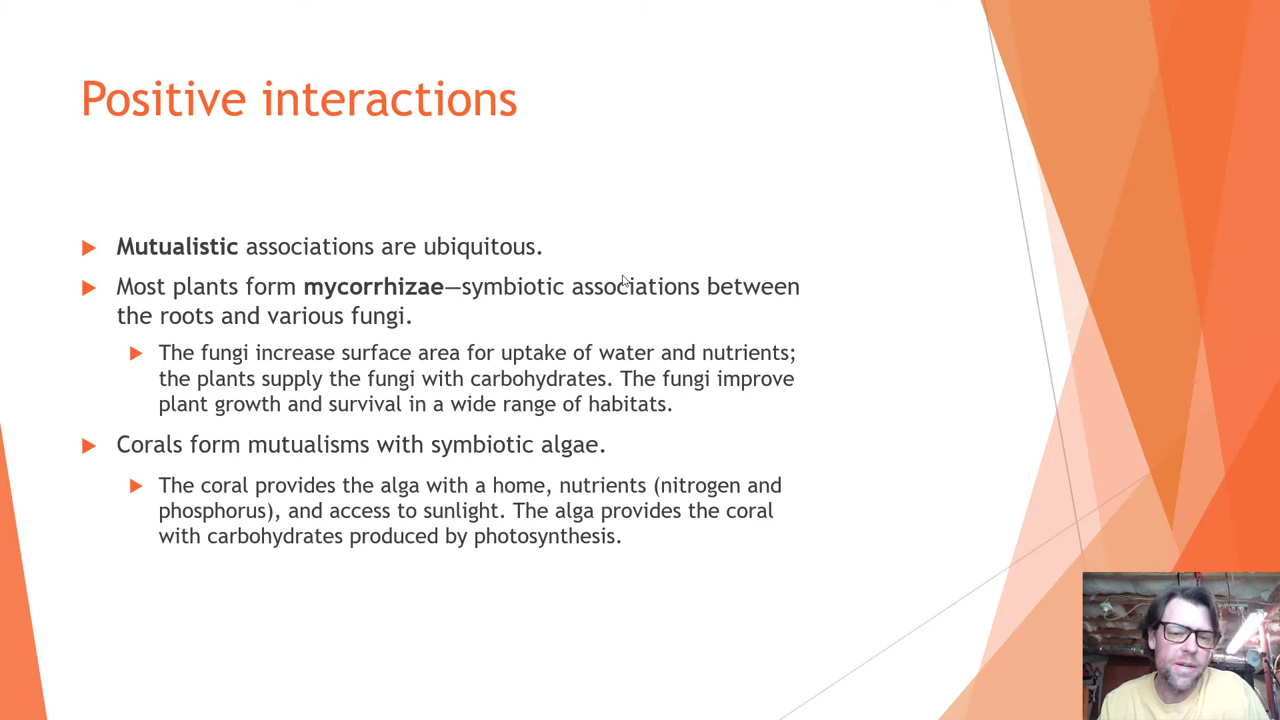 Positive interactions
Mutualistic associations are ubiquitous.
Most plants form mycorrhizae—symbiotic associations between
the roots and various fungi.
The fungi increase surface area for uptake of water and nutrients;
the plants supply the fungi with carbohydrates. The fungi improve
plant growth and survival in a wide range of habitats.
Corals form mutualisms with symbiotic algae.
The coral provides the alga with a home, nutrients (nitrogen and
phosphorus), and access to sunlight. The alga provides the coral
with carbohydrates produced by photosynthesis.